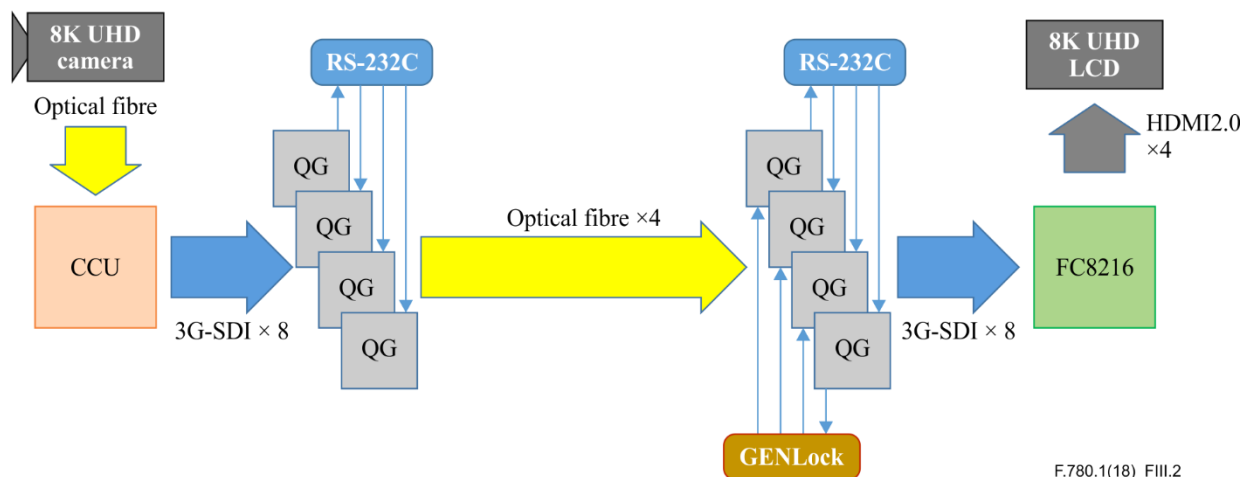 8K UHD
camera
Optical fibre
CCU
3G-SDI × 8
RS-232C
QG
QG
QG
QG
Optical fibre ×4
RS-232C
QG
QG
QG
QG
GENLock
3G-SDI × 8
8K UHD
LCD
HDMI2.0
×4
FC8216
F.780.1(18)_FIII.2